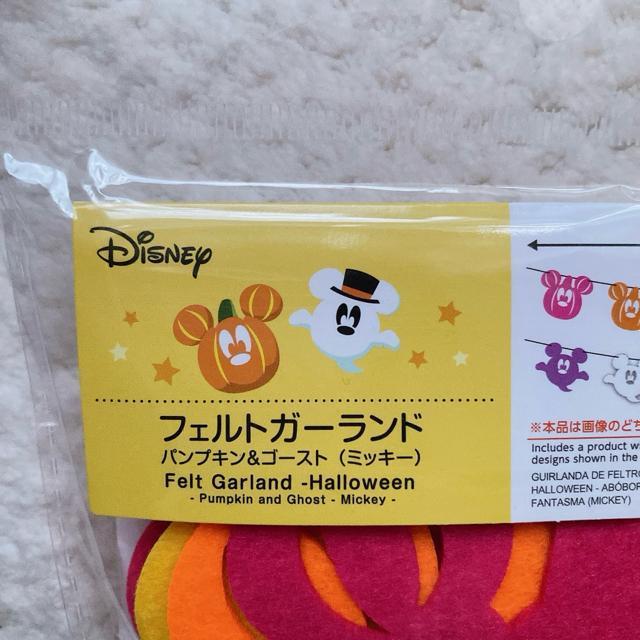 Disney
フェルトガーランド
パンプキン&ゴースト（ミッキー）
Felt Garland -Halloween
- Pumpkin and Ghost - Mickey -
※本品は画像のどち
Includes a product w
designs shown in the
GUIRLANDA DE FELTRO
HALLOWEEN - ABÓBOR
FANTASMA (MICKEY)